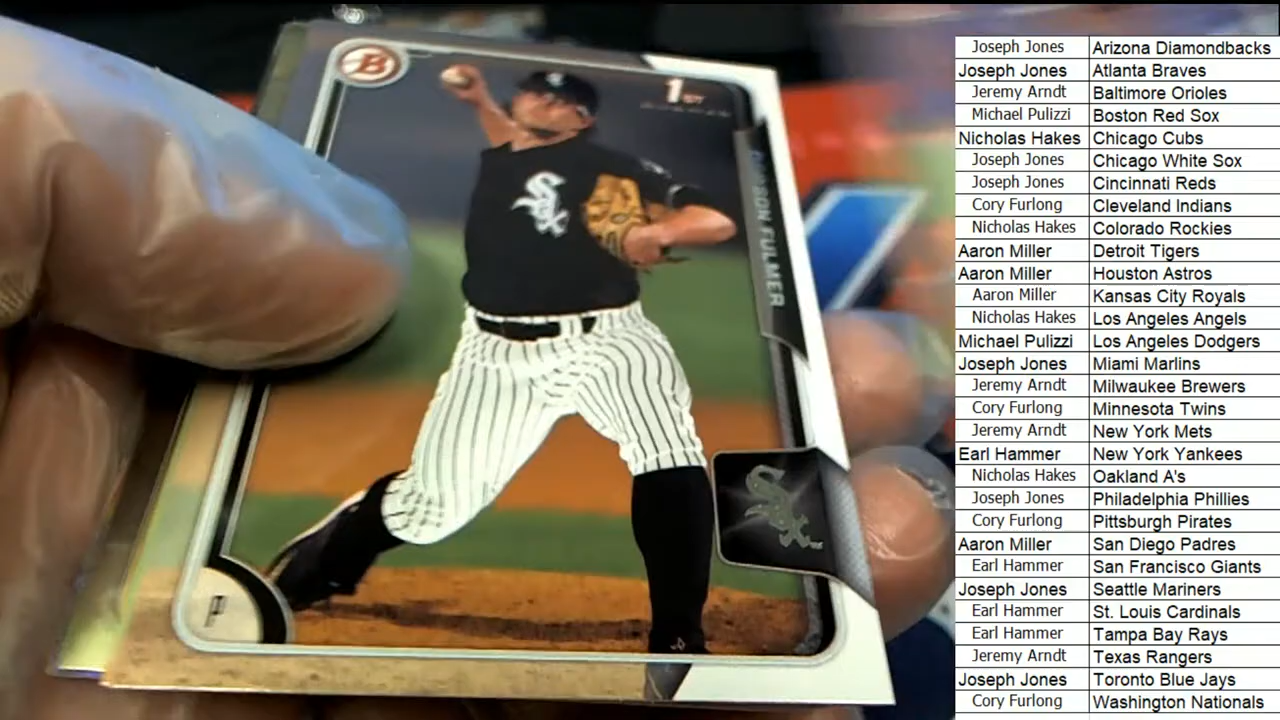 B
1ST
FULMER
Sox
Sox
P
Joseph Jones Arizona Diamondbacks
Joseph Jones Atlanta Braves
Jeremy Arndt Baltimore Orioles
Michael Pulizzi Boston Red Sox
Nicholas Hakes Chicago Cubs
Joseph Jones Chicago White Sox
Joseph Jones Cincinnati Reds
Cory Furlong Cleveland Indians
Nicholas Hakes Colorado Rockies
Aaron Miller Detroit Tigers
Aaron Miller Houston Astros
Aaron Miller Kansas City Royals
Nicholas Hakes Los Angeles Angels
Michael Pulizzi Los Angeles Dodgers
Joseph Jones Miami Marlins
Jeremy Arndt Milwaukee Brewers
Cory Furlong Minnesota Twins
Jeremy Arndt New York Mets
Earl Hammer New York Yankees
Nicholas Hakes Oakland A's
Joseph Jones Philadelphia Phillies
Cory Furlong Pittsburgh Pirates
Aaron Miller San Diego Padres
Earl Hammer San Francisco Giants
Joseph Jones Seattle Mariners
Earl Hammer St. Louis Cardinals
Earl Hammer Tampa Bay Rays
Jeremy Arndt Texas Rangers
Joseph Jones Toronto Blue Jays
Cory Furlong Washington Nationals